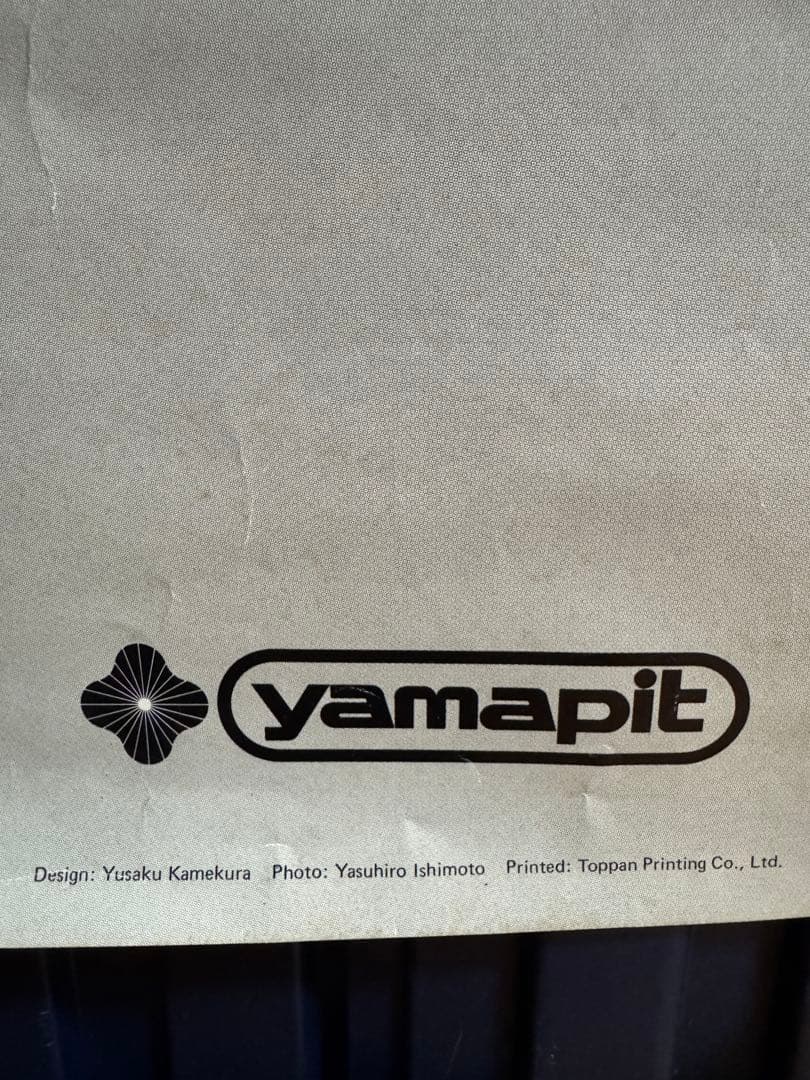 yamapit
Design: Yusaku Kamekura Photo: Yasuhiro Ishimoto Printed: Toppan Printing Co., Ltd.